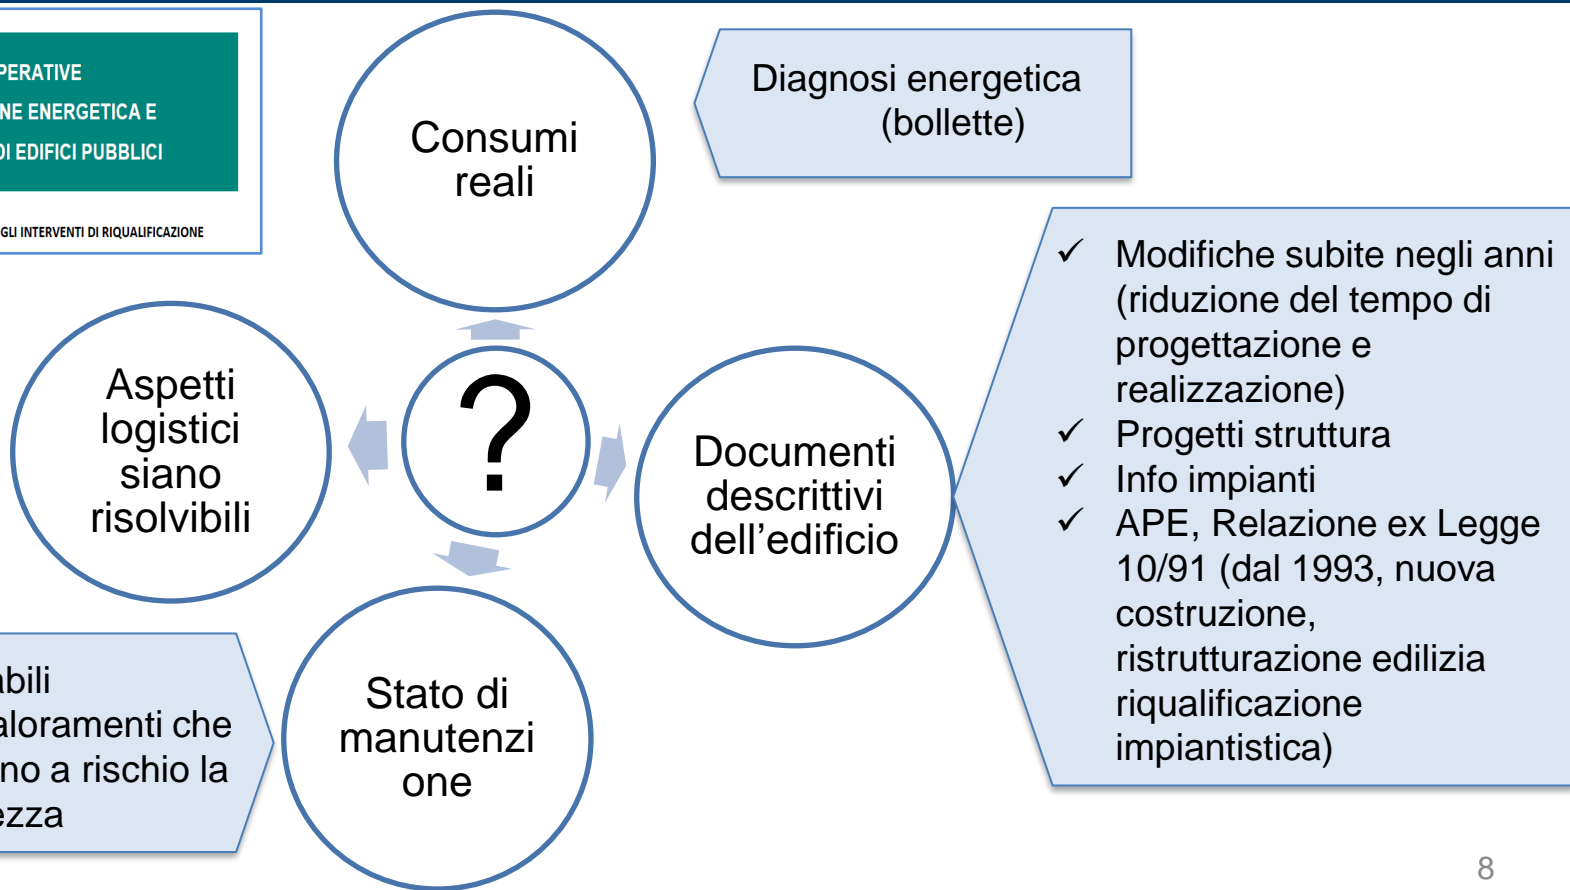 PERATIVE
NE ENERGETICA E
DI EDIFICI PUBBLICI
GLI INTERVENTI DI RIQUALIFICAZIONE
Consumi
reali
Diagnosi energetica
(bollette)
Aspetti
logistici
siano
risolvibili
?
Documenti
descrittivi
dell’edificio
✓ Modifiche subite negli anni
(riduzione del tempo di
progettazione e
realizzazione)
✓ Progetti struttura
✓ Info impianti
✓ APE, Relazione ex Legge
10/91 (dal 1993, nuova
costruzione,
ristrutturazione edilizia
riqualificazione
impiantistica)
abili
aloramenti che
no a rischio la
ezza
Stato di
manutenzi
one
8